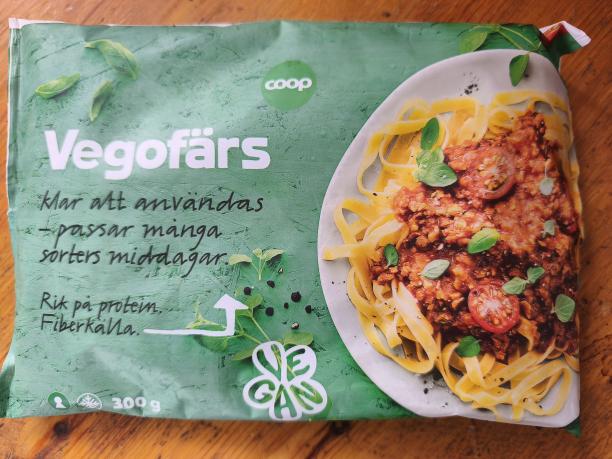 coop
Vegofärs
Klar att användas
– passar många
sorters middagar.
Rik på protein.
Fiberkälla.
VEGAN
300 g